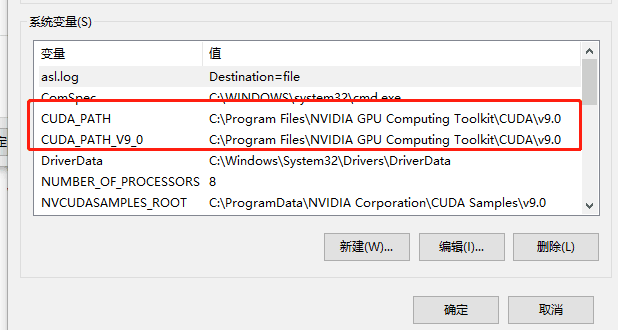 系统变量(S)
变量 值
asl.log Destination=file
ComSpec C:\WINDOWS\system32\cmd.exe
CUDA_PATH C:\Program Files\NVIDIA GPU Computing Toolkit\CUDA\v9.0
CUDA_PATH_V9_0 C:\Program Files\NVIDIA GPU Computing Toolkit\CUDA\v9.0
DriverData C:\Windows\System32\Drivers\DriverData
NUMBER_OF_PROCESSORS 8
NVCUDASAMPLES_ROOT C:\ProgramData\NVIDIA Corporation\CUDA Samples\v9.0
新建(W)... 编辑(I)... 删除(L)
确定 取消